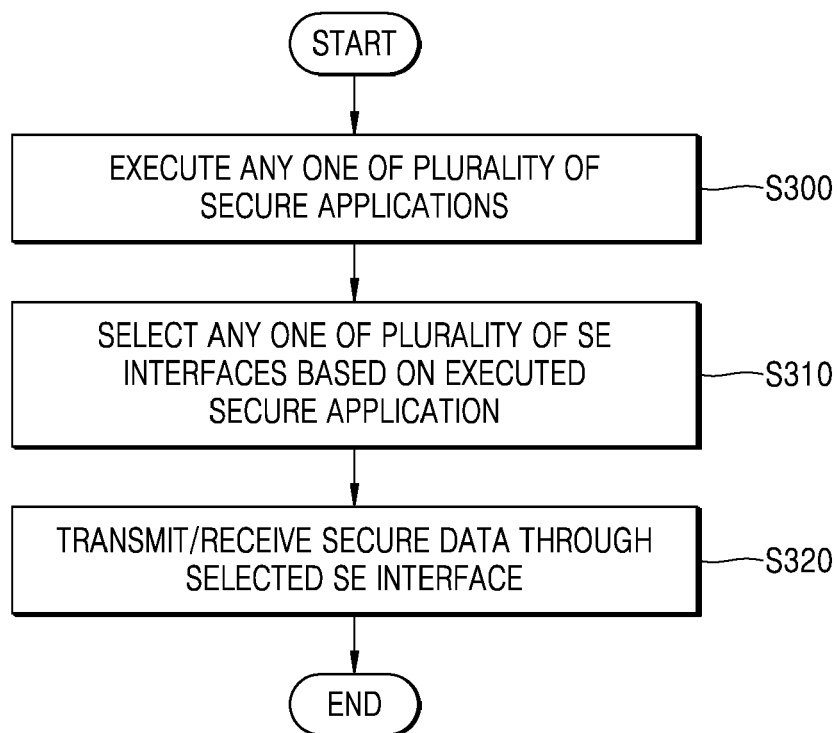 START
EXECUTE ANY ONE OF PLURALITY OF
SECURE APPLICATIONS
S300
SELECT ANY ONE OF PLURALITY OF SE
INTERFACES BASED ON EXECUTED
SECURE APPLICATION
S310
TRANSMIT/RECEIVE SECURE DATA THROUGH
SELECTED SE INTERFACE
S320
END